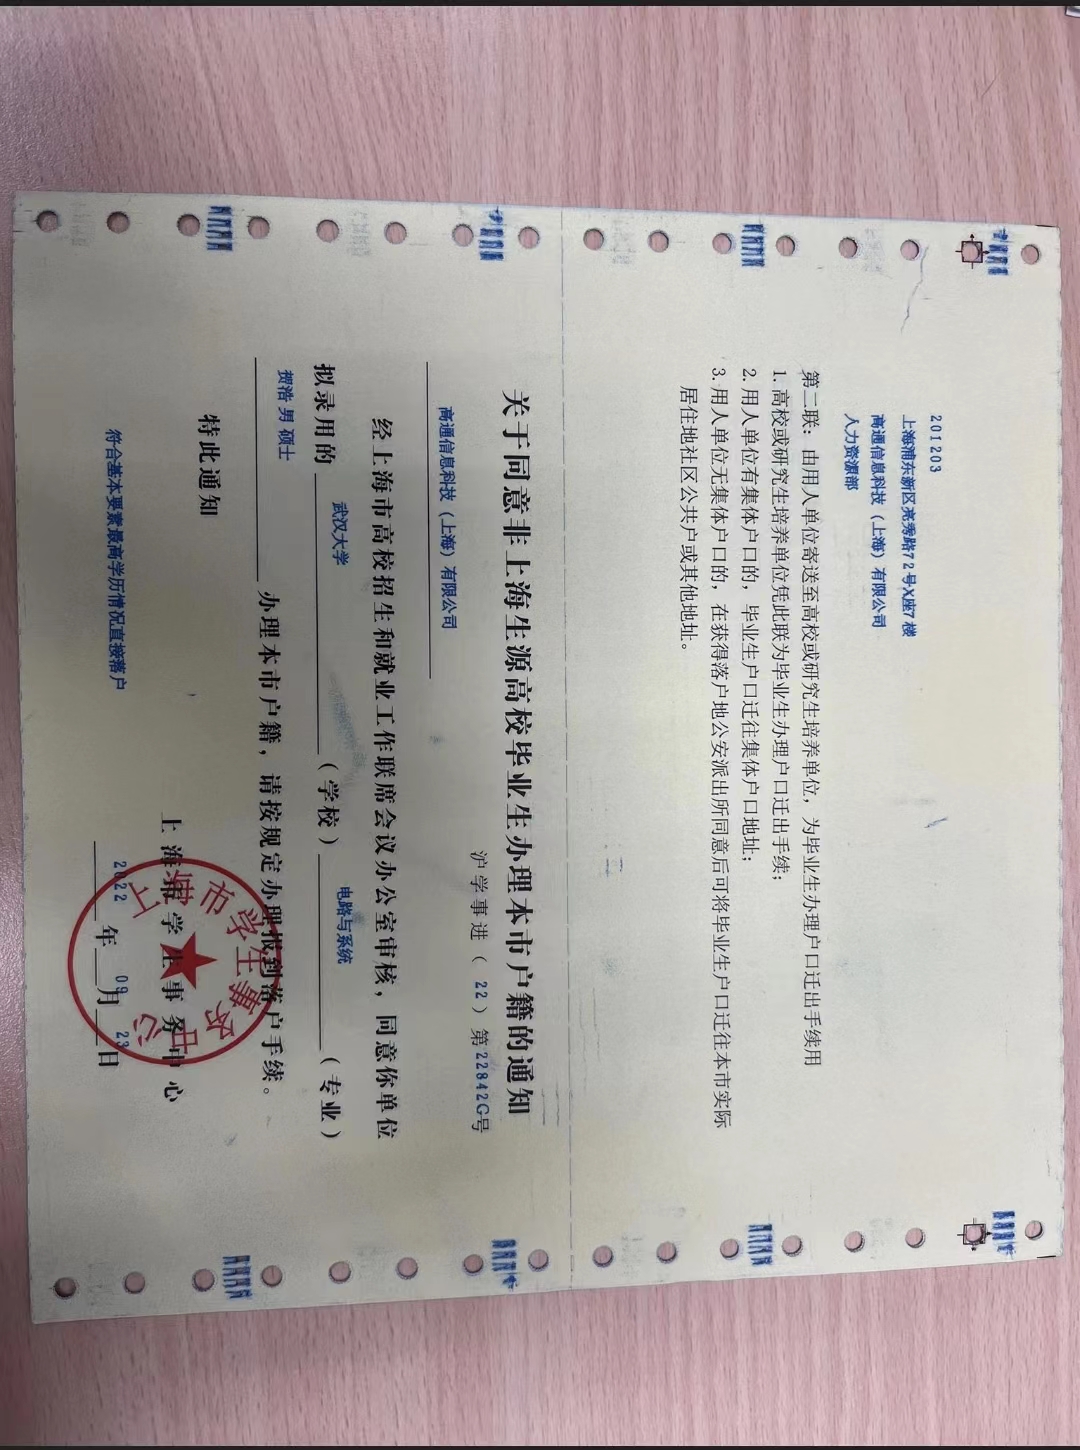 201203
上海浦东新区亮秀路72号X座7楼
高通信息科技（上海）有限公司
人力资源部
第二联：由用人单位寄送至高校或研究生培养单位，为毕业生办理户口迁出手续用
1. 高校或研究生培养单位凭此联为毕业生办理户口迁出手续；
2. 用人单位有集体户口的，毕业生户口迁往集体户口地址；
3. 用人单位无集体户口的，在获得落户地公安派出所同意后可将毕业生户口迁往本市实际
居住地社区公共户或其他地址。
关于同意非上海生源高校毕业生办理本市户籍的通知
沪学事进（ 22 ）第22842G号
高通信息科技（上海）有限公司
经上海市高校招生和就业工作联席会议办公室审核，同意你单位
拟录用的 武汉大学 （学校） 电路与系统 （专业）
贺浩 男 硕士 办理本市户籍，请按规定办理报到落户手续。
特此通知
上海市学生事务中心
符合基本要素最高学历情况直接落户
2022 年 09 月 23 日
上海市学生事务中心